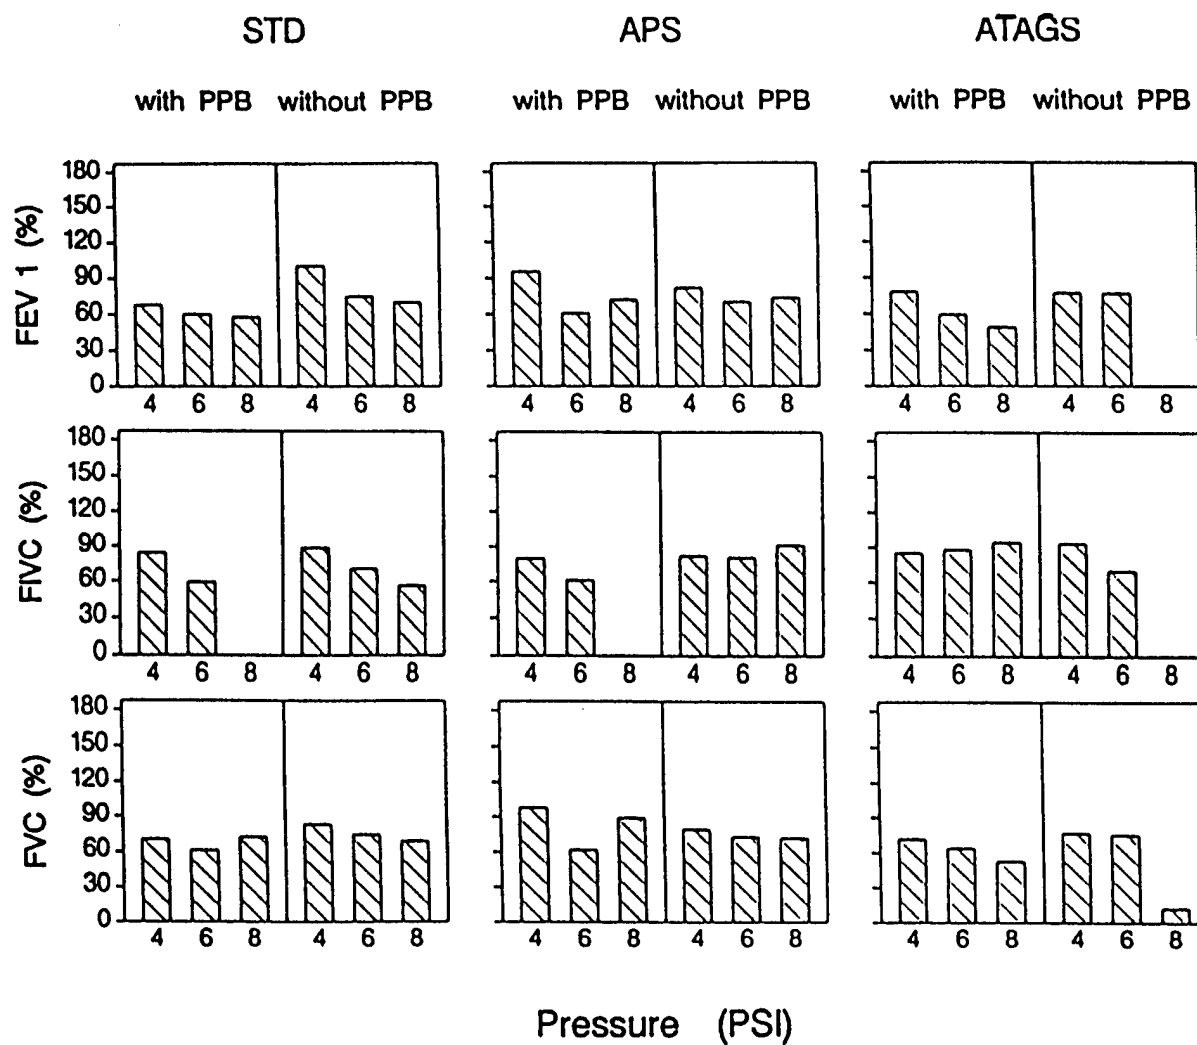 STD APS ATAGS
with PPB without PPB with PPB without PPB with PPB without PPB
FEV 1 (%)
180
150
120
90
60
30
0
4 6 8 4 6 8 4 6 8 4 6 8 4 6 8 4 6 8
FIVC (%)
180
150
120
90
60
30
0
4 6 8 4 6 8 4 6 8 4 6 8 4 6 8 4 6 8
FVC (%)
180
150
120
90
60
30
0
4 6 8 4 6 8 4 6 8 4 6 8 4 6 8 4 6 8
Pressure (PSI)